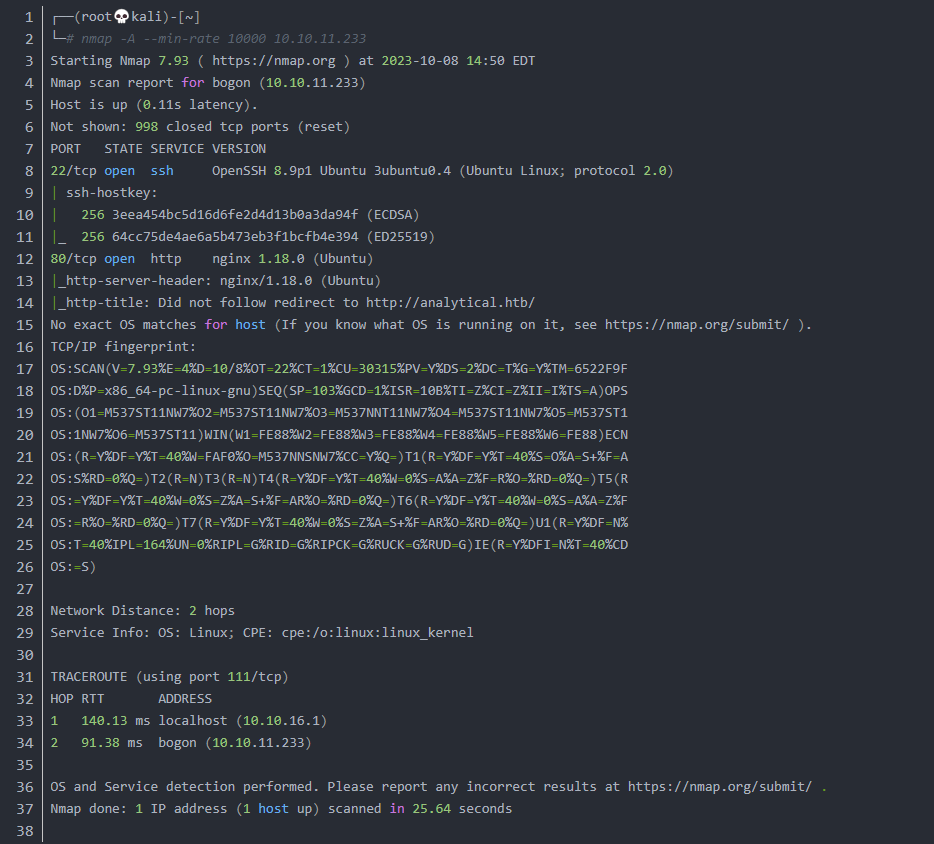 1 ┌──(root💀kali)-[~]
2 └─# nmap -A --min-rate 10000 10.10.11.233
3 Starting Nmap 7.93 ( https://nmap.org ) at 2023-10-08 14:50 EDT
4 Nmap scan report for bogon (10.10.11.233)
5 Host is up (0.11s latency).
6 Not shown: 998 closed tcp ports (reset)
7 PORT   STATE SERVICE VERSION
8 22/tcp open  ssh     OpenSSH 8.9p1 Ubuntu 3ubuntu0.4 (Ubuntu Linux; protocol 2.0)
9 | ssh-hostkey:
10 |   256 3eea454bc5d16d6fe2d4d13b0a3da94f (ECDSA)
11 |_  256 64cc75de4ae6a5b473eb3f1bcfb4e394 (ED25519)
12 80/tcp open  http    nginx 1.18.0 (Ubuntu)
13 |_http-server-header: nginx/1.18.0 (Ubuntu)
14 |_http-title: Did not follow redirect to http://analytical.htb/
15 No exact OS matches for host (If you know what OS is running on it, see https://nmap.org/submit/ ).
16 TCP/IP fingerprint:
17 OS:SCAN(V=7.93%E=4%D=10/8%OT=22%CT=1%CU=30315%PV=Y%DS=2%DC=T%G=Y%TM=6522F9F
18 OS:D%P=x86_64-pc-linux-gnu)SEQ(SP=103%GCD=1%ISR=10B%TI=Z%CI=Z%II=I%TS=A)OPS
19 OS:(O1=M537ST11NW7%O2=M537ST11NW7%O3=M537NNT11NW7%O4=M537ST11NW7%O5=M537ST1
20 OS:1NW7%O6=M537ST11)WIN(W1=FE88%W2=FE88%W3=FE88%W4=FE88%W5=FE88%W6=FE88)ECN
21 OS:(R=Y%DF=Y%T=40%W=FAF0%O=M537NNSNW7%CC=Y%Q=)T1(R=Y%DF=Y%T=40%S=O%A=S+%F=A
22 OS:S%RD=0%Q=)T2(R=N)T3(R=N)T4(R=Y%DF=Y%T=40%W=0%S=A%A=Z%F=R%O=%RD=0%Q=)T5(R
23 OS:=Y%DF=Y%T=40%W=0%S=Z%A=S+%F=AR%O=%RD=0%Q=)T6(R=Y%DF=Y%T=40%W=0%S=A%A=Z%F
24 OS:=R%O=%RD=0%Q=)T7(R=Y%DF=Y%T=40%W=0%S=Z%A=S+%F=AR%O=%RD=0%Q=)U1(R=Y%DF=N%
25 OS:T=40%IPL=164%UN=0%RIPL=G%RID=G%RIPCK=G%RUCK=G%RUD=G)IE(R=Y%DFI=N%T=40%CD
26 OS:=S)
27
28 Network Distance: 2 hops
29 Service Info: OS: Linux; CPE: cpe:/o:linux:linux_kernel
30
31 TRACEROUTE (using port 111/tcp)
32 HOP RTT       ADDRESS
33 1   140.13 ms localhost (10.10.16.1)
34 2   91.38 ms  bogon (10.10.11.233)
35
36 OS and Service detection performed. Please report any incorrect results at https://nmap.org/submit/ .
37 Nmap done: 1 IP address (1 host up) scanned in 25.64 seconds
38